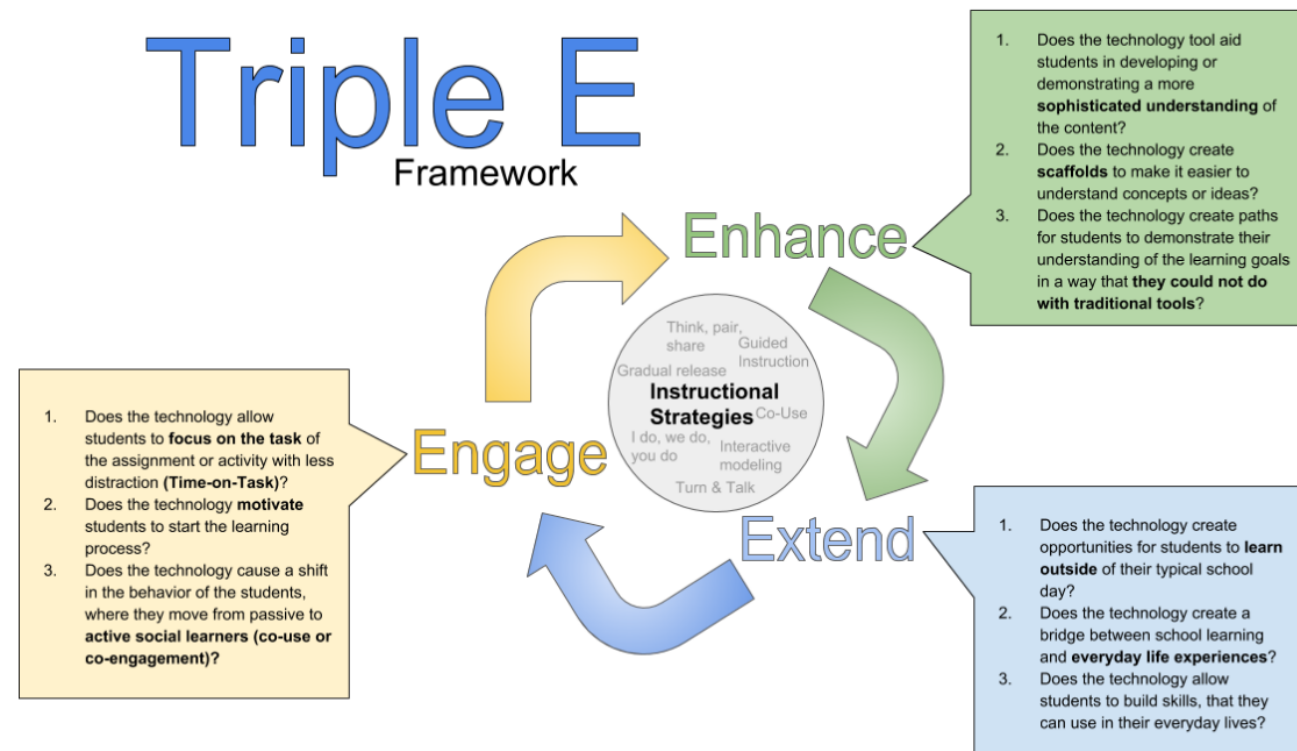 Triple E
Framework
Enhance
1. Does the technology tool aid
students in developing or
demonstrating a more
sophisticated understanding of
the content?
2. Does the technology create
scaffolds to make it easier to
understand concepts or ideas?
3. Does the technology create paths
for students to demonstrate their
understanding of the learning goals
in a way that they could not do
with traditional tools?
Think, pair,
share
Guided
Instruction
Gradual release
Instructional
Strategies
Co-Use
I do, we do,
you do
Interactive
modeling
Turn & Talk
Engage
1. Does the technology allow
students to focus on the task of
the assignment or activity with less
distraction (Time-on-Task)?
2. Does the technology motivate
students to start the learning
process?
3. Does the technology cause a shift
in the behavior of the students,
where they move from passive to
active social learners (co-use or
co-engagement)?
Extend
1. Does the technology create
opportunities for students to learn
outside of their typical school
day?
2. Does the technology create a
bridge between school learning
and everyday life experiences?
3. Does the technology allow
students to build skills, that they
can use in their everyday lives?